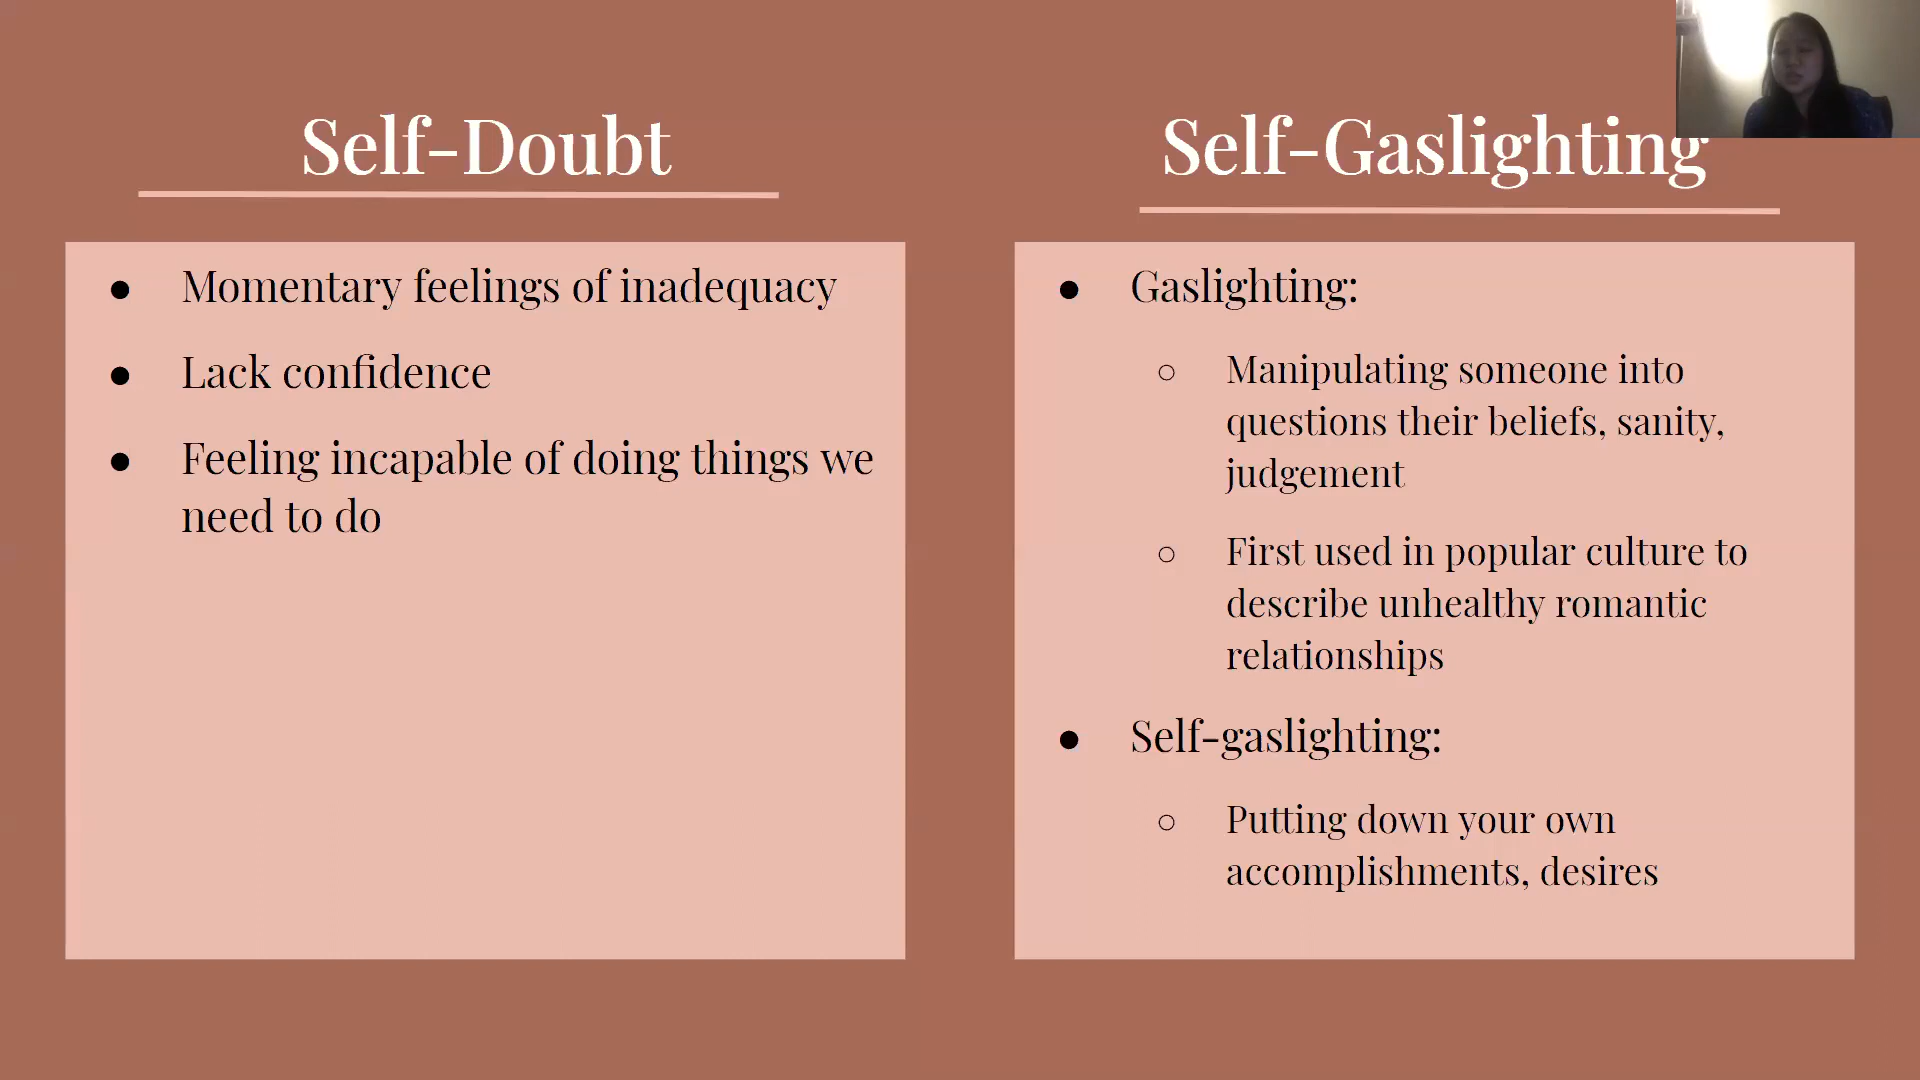 Self-Doubt
● Momentary feelings of inadequacy
● Lack confidence
● Feeling incapable of doing things we
need to do
Self-Gaslighting
● Gaslighting:
○ Manipulating someone into
questions their beliefs, sanity,
judgement
○ First used in popular culture to
describe unhealthy romantic
relationships
● Self-gaslighting:
○ Putting down your own
accomplishments, desires